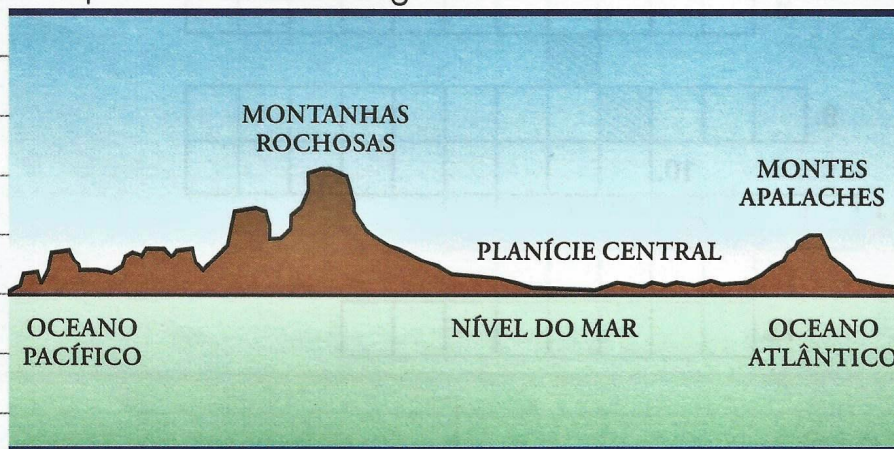 MONTANHAS
ROCHOSAS
MONTES
APALACHES
PLANÍCIE CENTRAL
OCEANO
PACÍFICO
NÍVEL DO MAR
OCEANO
ATLÂNTICO